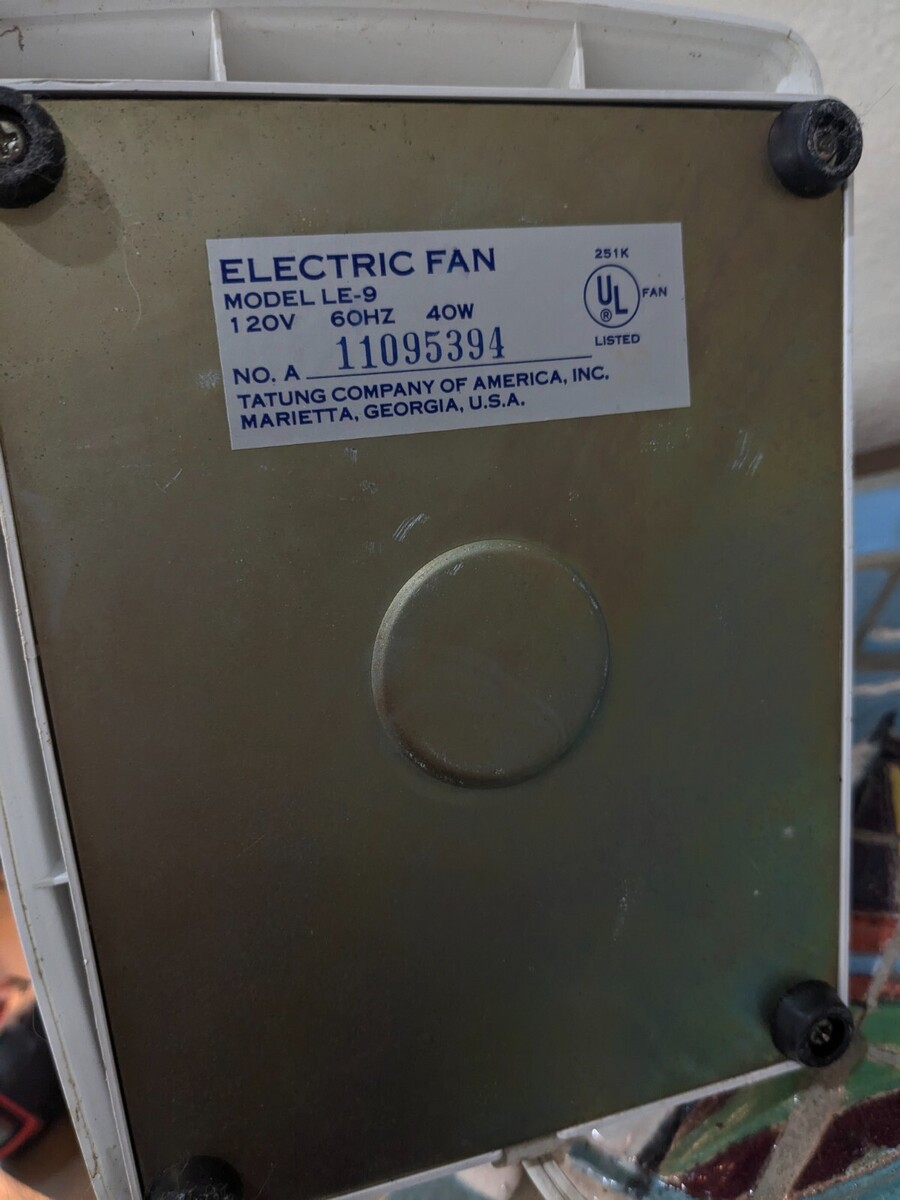 ELECTRIC FAN
MODEL LE-9
120V 60HZ 40W
NO. A 11095394
TATUNG COMPANY OF AMERICA, INC.
MARIETTA, GEORGIA, U.S.A.
251K
UL
®
FAN
LISTED